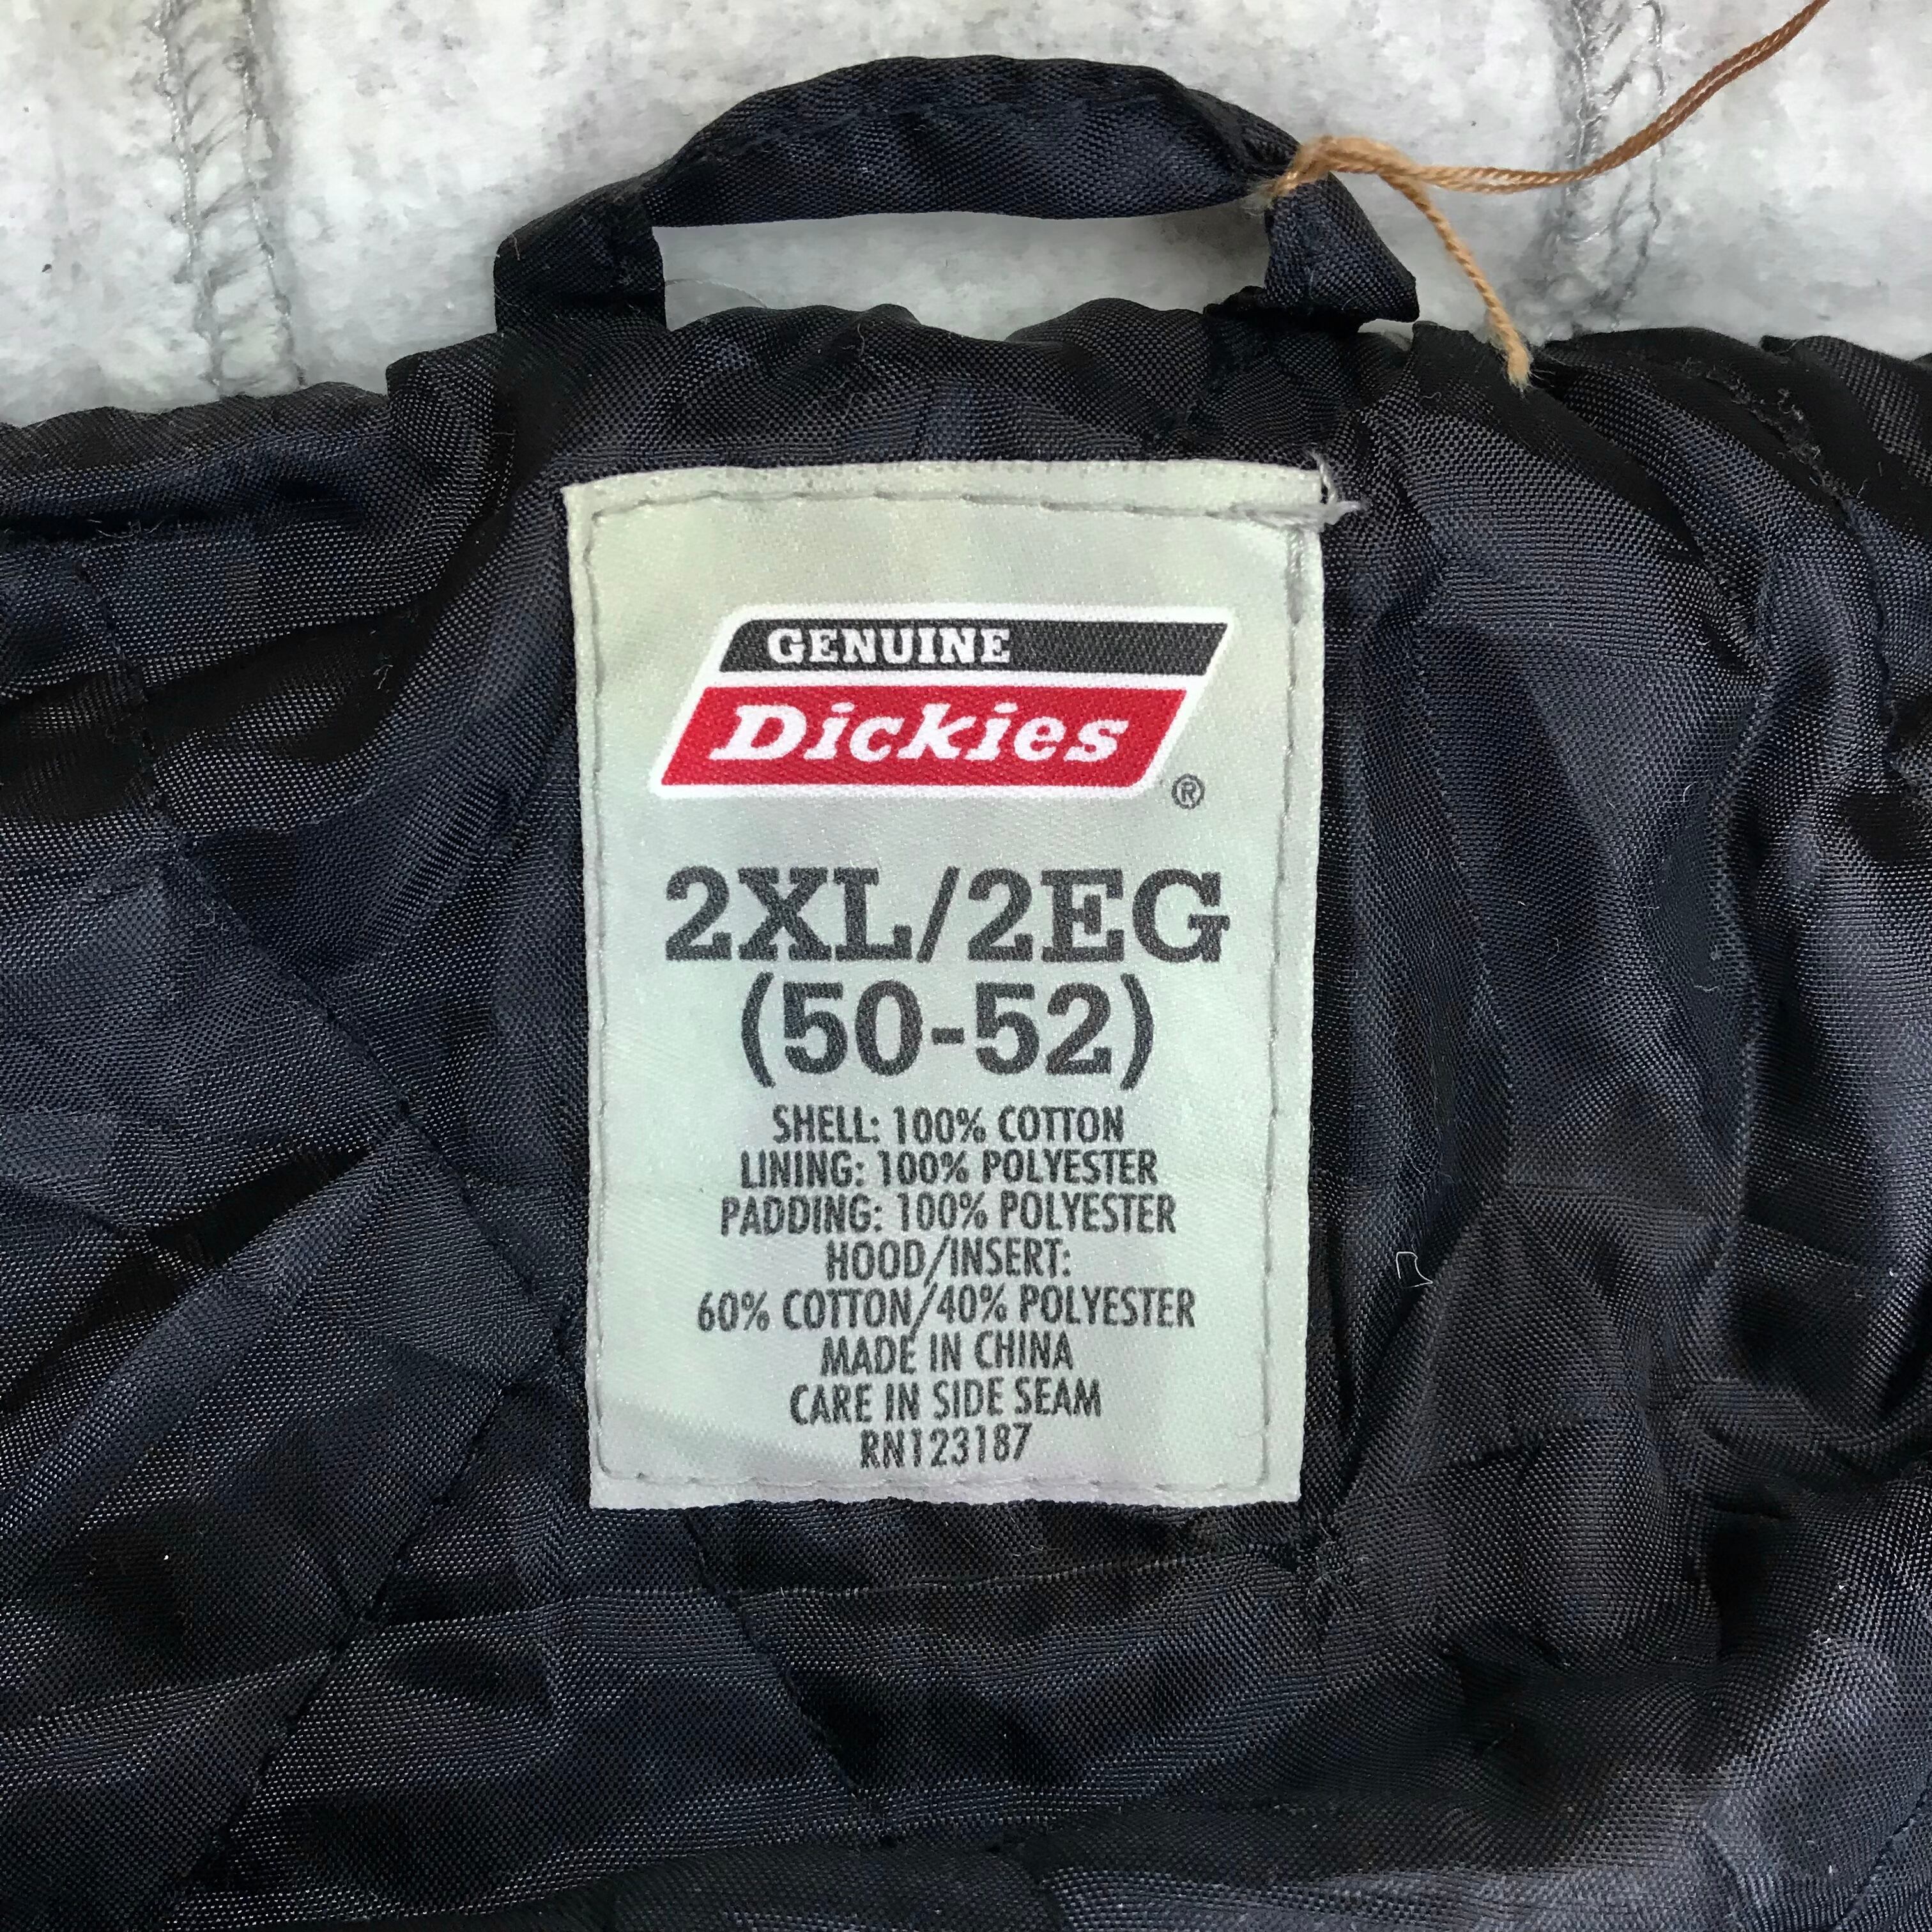 GENUINE
Dickies
®
2XL/2EG
(50-52)
SHELL: 100% COTTON
LINING: 100% POLYESTER
PADDING: 100% POLYESTER
HOOD/INSERT:
60% COTTON/40% POLYESTER
MADE IN CHINA
CARE IN SIDE SEAM
RN123187